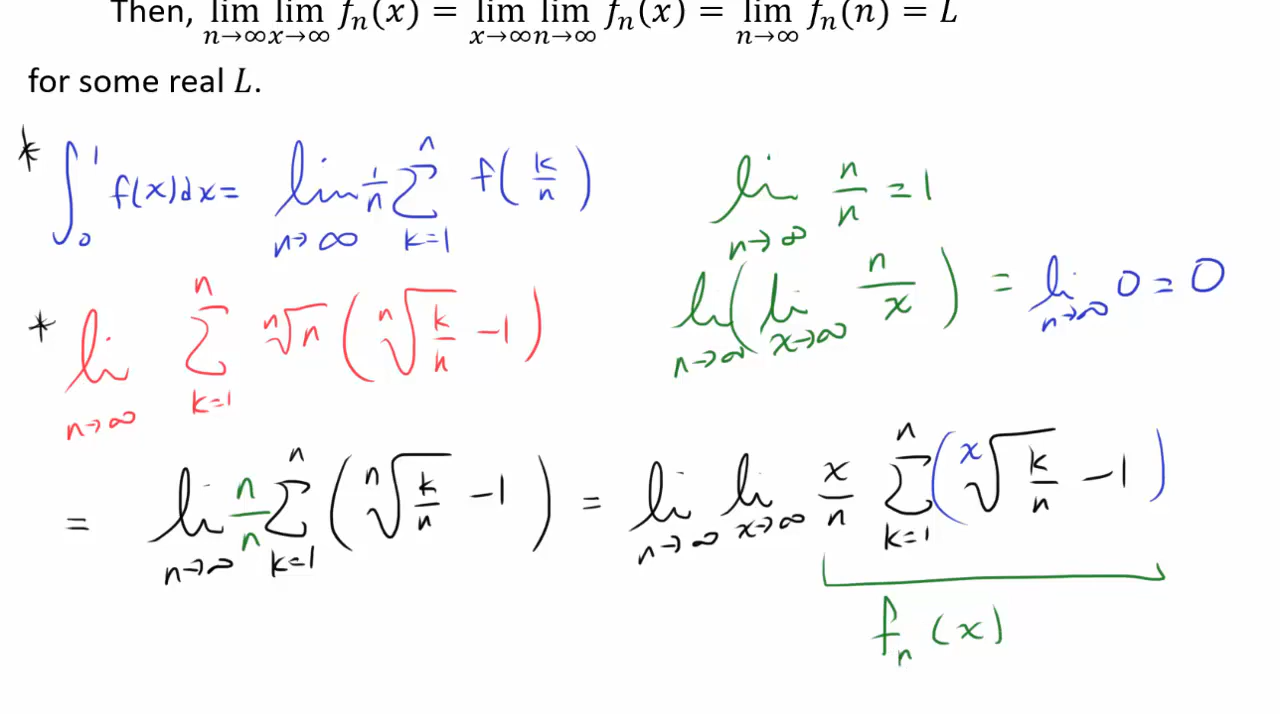 Then, lim_{n→∞} lim_{x→∞} f_n(x) = lim_{x→∞} lim_{n→∞} f_n(x) = lim_{n→∞} f_n(n) = L
for some real L.
* ∫_0^1 f(x)dx = lim_{n→∞} 1/n ∑_{k=1}^n f(k/n)
lim_{n→∞} n/n = 1
lim_{n→∞} (lim_{x→∞} n/x) = lim_{n→∞} 0 = 0
* lim_{n→∞} ∑_{k=1}^n ⁿ√n (ⁿ√(k/n) −1)
= lim_{n→∞} n/n ∑_{k=1}^n (ⁿ√(k/n) −1) = lim_{n→∞} lim_{x→∞} x/n ∑_{k=1}^n (ˣ√(k/n) −1)
f_n(x)